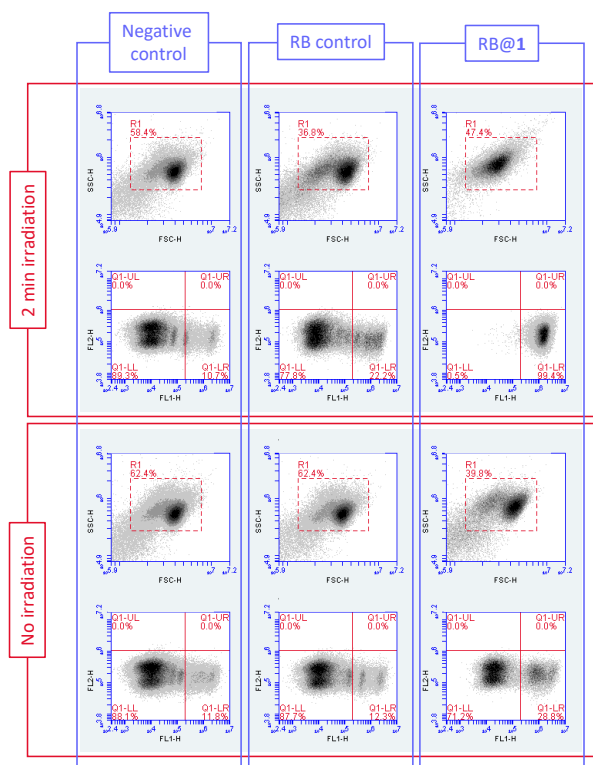 Negative
control
RB control
RB@1
2 min irradiation
R1
58.4%
SSC-H
FSC-H
R1
36.8%
SSC-H
FSC-H
R1
47.4%
SSC-H
FSC-H
Q1-UL Q1-UR
0.0% 0.0%
Q1-LL Q1-LR
89.3% 10.7%
FL2-H
FL1-H
Q1-UL Q1-UR
0.0% 0.0%
Q1-LL Q1-LR
77.8% 22.2%
FL2-H
FL1-H
Q1-UL Q1-UR
0.0% 0.0%
Q1-LL Q1-LR
0.5% 99.4%
FL2-H
FL1-H
No irradiation
R1
62.4%
SSC-H
FSC-H
R1
62.4%
SSC-H
FSC-H
R1
39.8%
SSC-H
FSC-H
Q1-UL Q1-UR
0.0% 0.0%
Q1-LL Q1-LR
88.1% 11.8%
FL2-H
FL1-H
Q1-UL Q1-UR
0.0% 0.0%
Q1-LL Q1-LR
87.7% 12.3%
FL2-H
FL1-H
Q1-UL Q1-UR
0.0% 0.0%
Q1-LL Q1-LR
71.2% 28.8%
FL2-H
FL1-H